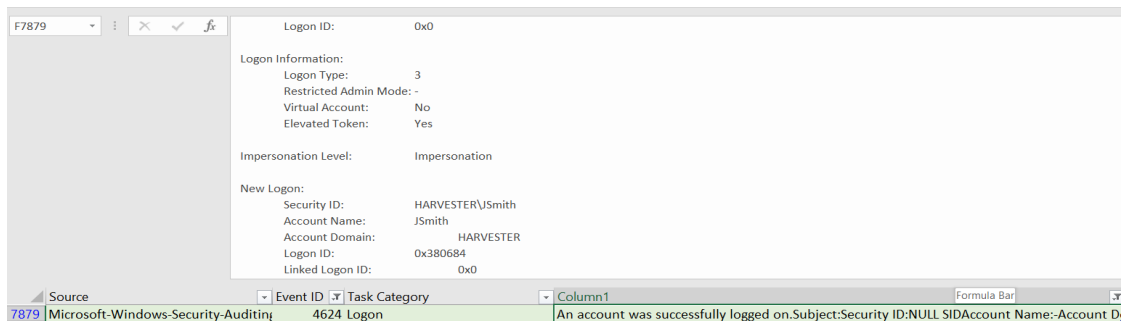 F7879 fx Logon ID: 0x0
Logon Information:
Logon Type: 3
Restricted Admin Mode: -
Virtual Account: No
Elevated Token: Yes
Impersonation Level: Impersonation
New Logon:
Security ID: HARVESTER\JSmith
Account Name: JSmith
Account Domain: HARVESTER
Logon ID: 0x380684
Linked Logon ID: 0x0
Source Event ID Task Category Column1 Formula Bar
7879 Microsoft-Windows-Security-Auditing 4624 Logon An account was successfully logged on.Subject:Security ID:NULL SIDAccount Name:-Account Do